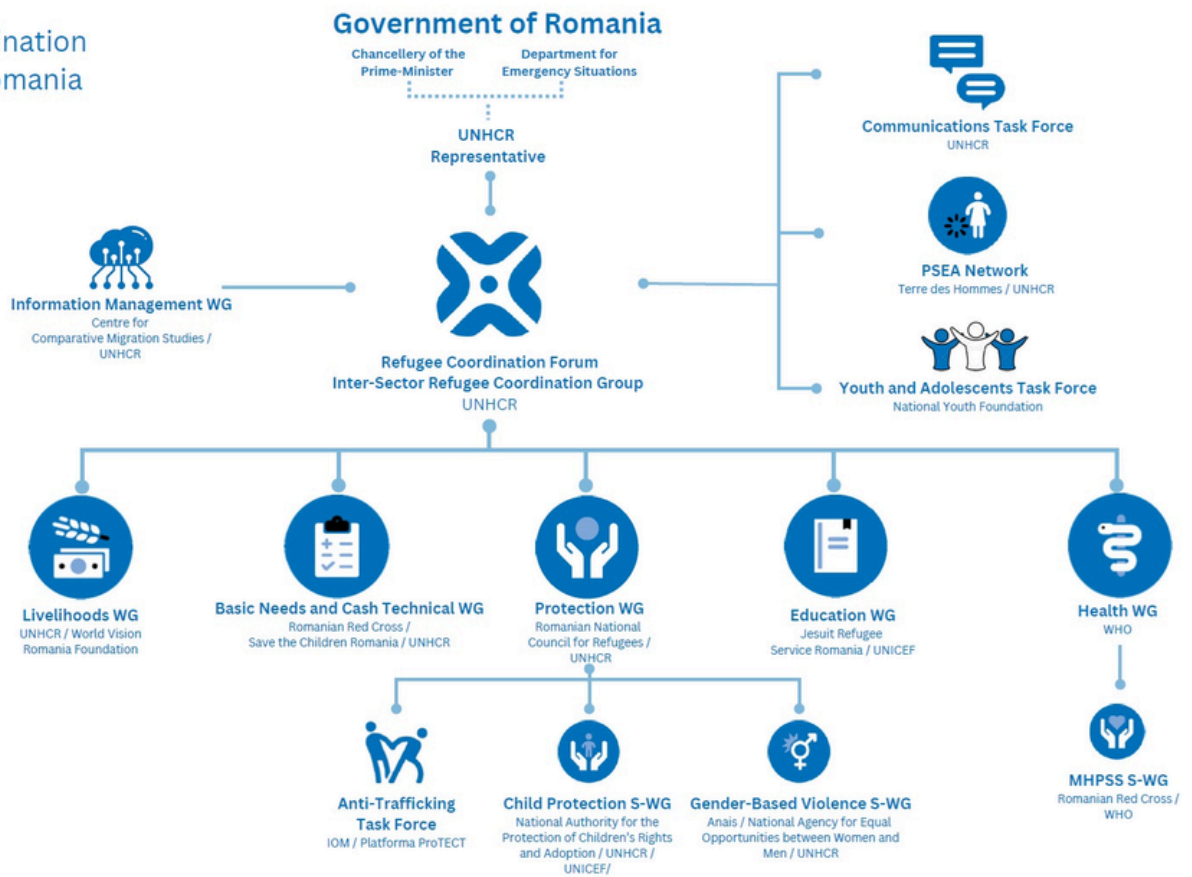 Government of Romania
Chancellery of the
Prime-Minister
Department for
Emergency Situations
UNHCR
Representative
Communications Task Force
UNHCR
PSEA Network
Terre des Hommes / UNHCR
Youth and Adolescents Task Force
National Youth Foundation
Information Management WG
Centre for
Comparative Migration Studies /
UNHCR
Refugee Coordination Forum
Inter-Sector Refugee Coordination Group
UNHCR
Livelihoods WG
UNHCR / World Vision
Romania Foundation
Basic Needs and Cash Technical WG
Romanian Red Cross /
Save the Children Romania / UNHCR
Protection WG
Romanian National
Council for Refugees /
UNHCR
Education WG
Jesuit Refugee
Service Romania / UNICEF
Health WG
WHO
Anti-Trafficking
Task Force
IOM / Platforma ProTECT
Child Protection S-WG
National Authority for the
Protection of Children's Rights
and Adoption / UNHCR /
UNICEF/
Gender-Based Violence S-WG
Anais / National Agency for Equal
Opportunities between Women and
Men / UNHCR
MHPSS S-WG
Romanian Red Cross /
WHO